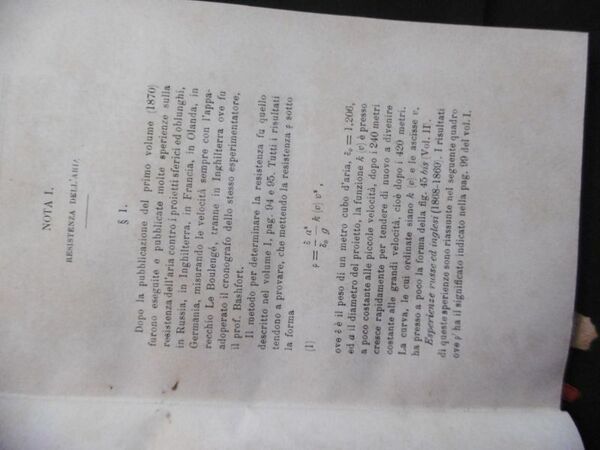 NOTA I.
RESISTENZA DELL'ARIA
§ 1.
Dopo la pubblicazione del primo volume (1870)
furono eseguite e pubblicate molte sperienze sulla
resistenza dell'aria contro i proietti sferici ed oblunghi,
in Russia, in Inghilterra, in Francia, in Olanda, in
Germania, misurando le velocità sempre con l'appa-
recchio Le Boulengé, tranne in Inghilterra ove fu
adoperato il cronografo dello stesso esperimentatore,
il prof. Bashfort.
Il metodo per determinare la resistenza fu quello
descritto nel volume I, pag. 94 e 95. Tutti i risultati
tendono a provare, che mettendo la resistenza ρ sotto
la forma
[1] ρ = δ/δ₀ a²/g k (v) v²,
ove δ è il peso di un metro cubo d'aria, δ₀ = 1,206,
ed a il diametro del proietto, la funzione k (v) è presso
a poco costante alle piccole velocità, dopo i 240 metri
cresce rapidamente per tendere di nuovo a divenire
costante alle grandi velocità, cioè dopo i 420 metri.
La curva, le cui ordinate siano k (v) e le ascisse v,
ha presso a poco la forma della fig. 45 bis (Vol. II).
Esperienze russe ed inglesi (1868-1869). I risultati
di queste sperienze sono riassunte nel seguente quadro
ove ρ' ha il significato indicato nella pag. 99 del vol. I.